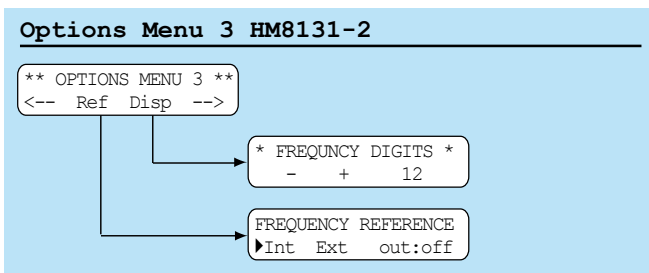 Options Menu 3 HM8131-2
** OPTIONS MENU 3 **
<-- Ref Disp -->
* FREQUNCY DIGITS *
- + 12
FREQUENCY REFERENCE
Int Ext out:off